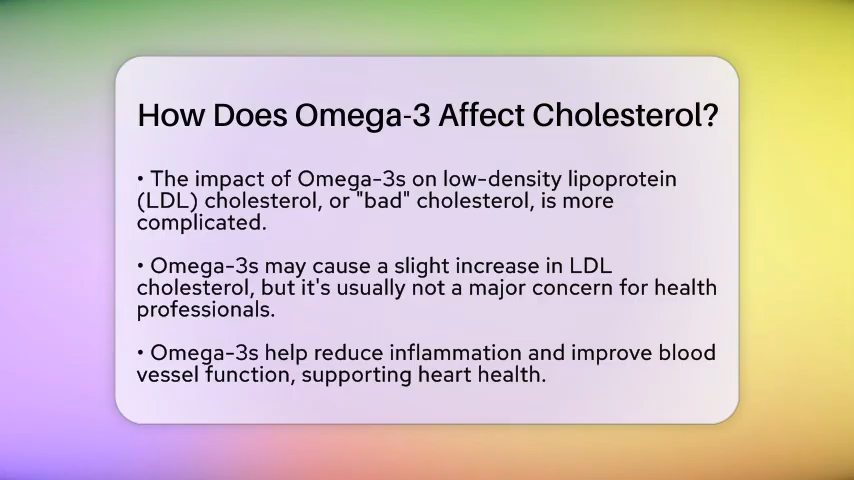 How Does Omega-3 Affect Cholesterol?
• The impact of Omega-3s on low-density lipoprotein
(LDL) cholesterol, or "bad" cholesterol, is more
complicated.
• Omega-3s may cause a slight increase in LDL
cholesterol, but it's usually not a major concern for health
professionals.
• Omega-3s help reduce inflammation and improve blood
vessel function, supporting heart health.